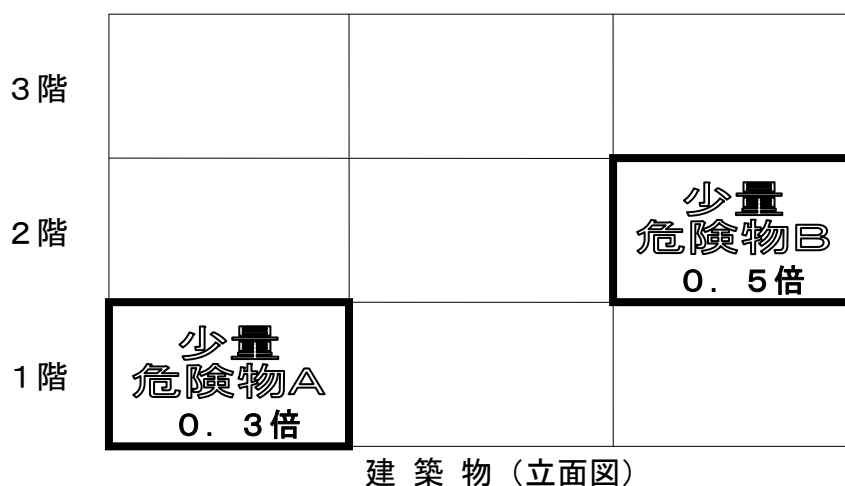 3階
2階
少量
危険物B
0．5倍
1階
少量
危険物A
0．3倍
建 築 物（立面図）